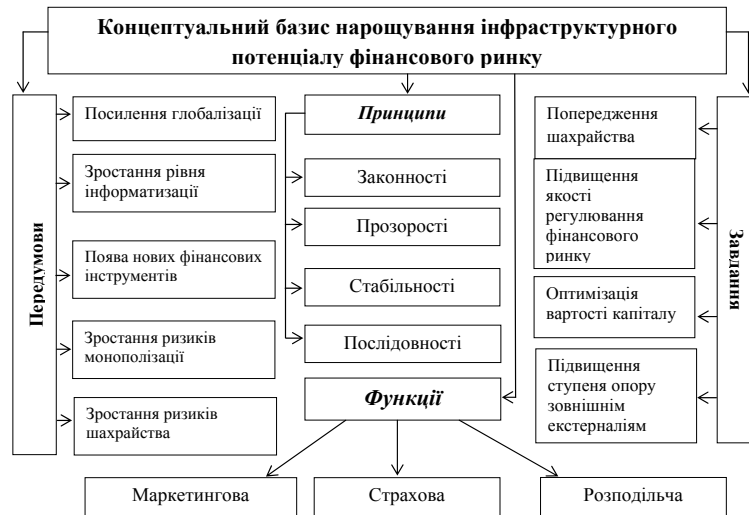 Концептуальний базис нарощування інфраструктурного
потенціалу фінансового ринку
Передумови
Посилення глобалізації
Зростання рівня
інформатизації
Поява нових фінансових
інструментів
Зростання ризиків
монополізації
Зростання ризиків
шахрайства
Принципи
Законності
Прозорості
Стабільності
Послідовності
Функції
Маркетингова
Страхова
Розподільча
Завдання
Попередження
шахрайства
Підвищення
якості
регулювання
фінансового
ринку
Оптимізація
вартості капіталу
Підвищення
ступеня опору
зовнішнім
екстерналіям